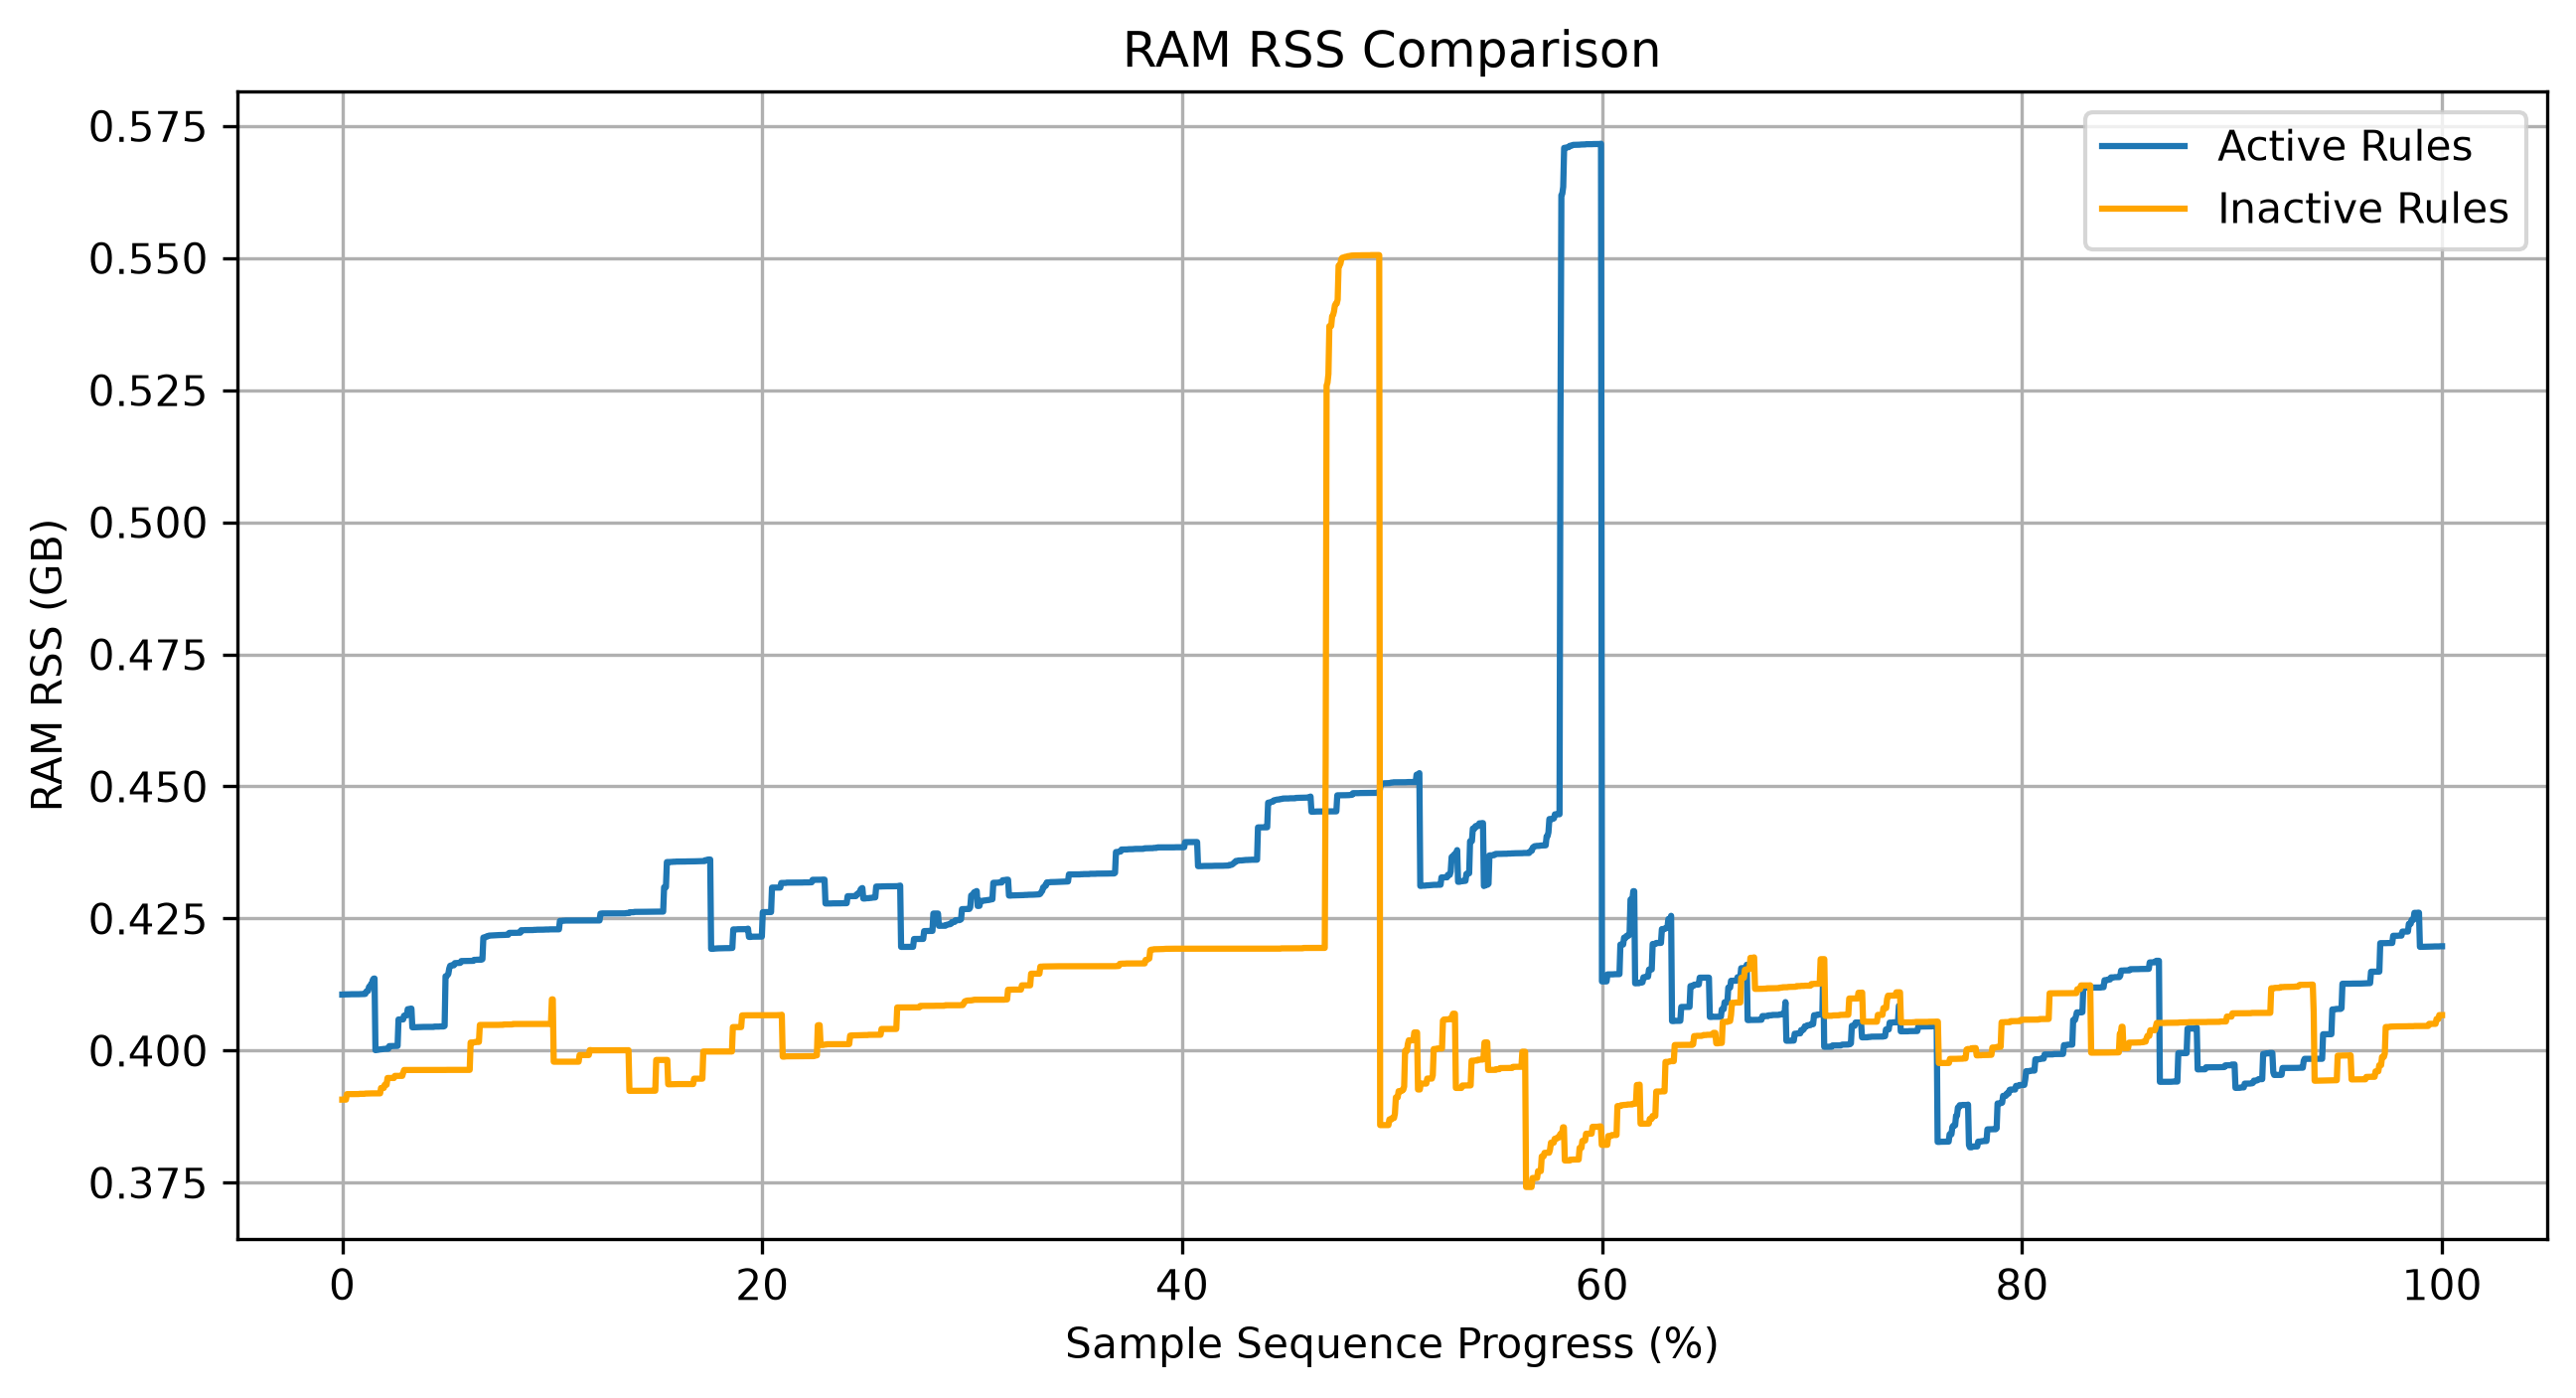 RAM RSS Comparison
Active Rules
Inactive Rules
RAM RSS (GB)
0.575
0.550
0.525
0.500
0.475
0.450
0.425
0.400
0.375
0 20 40 60 80 100
Sample Sequence Progress (%)